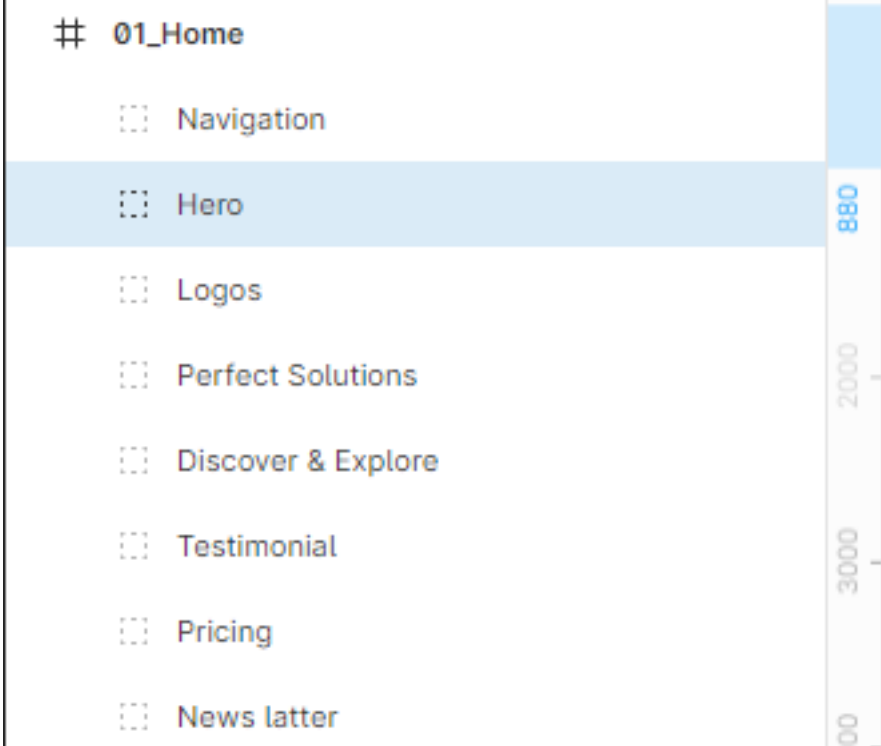 01_Home
Navigation
Hero
880
Logos
Perfect Solutions
2000
Discover & Explore
Testimonial
3000
Pricing
News latter